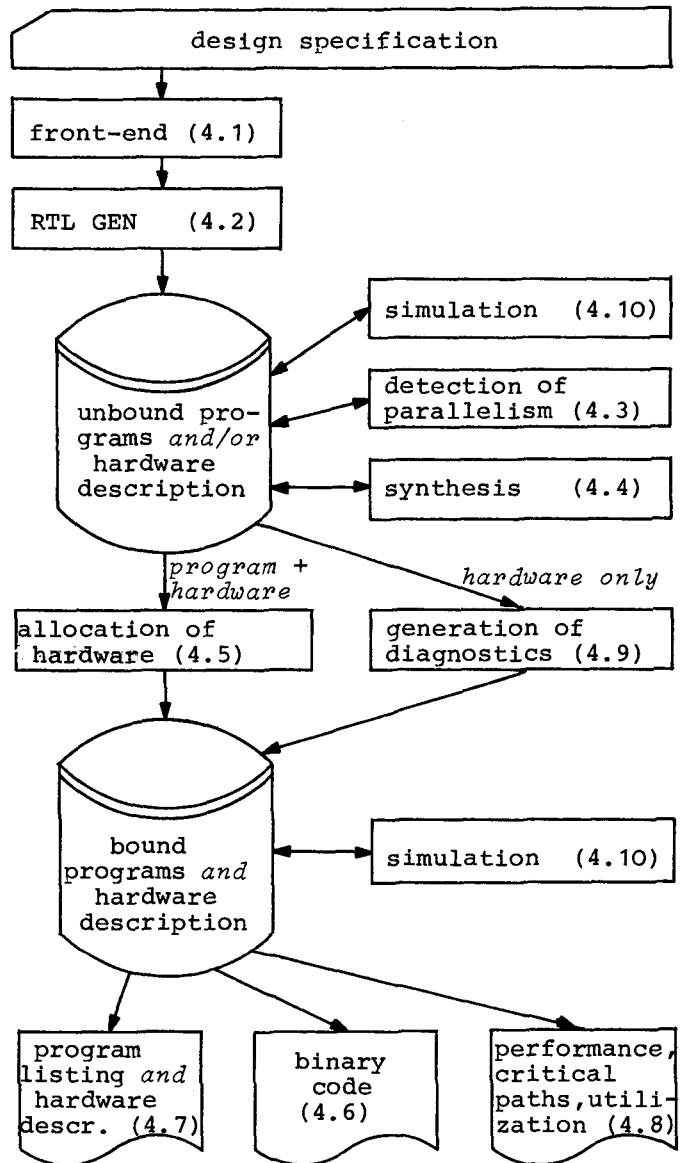 design specification
front-end (4.1)
RTL GEN (4.2)
simulation (4.10)
detection of
parallelism (4.3)
synthesis (4.4)
unbound pro-
grams and/or
hardware
description
program +
hardware
hardware only
allocation of
hardware (4.5)
generation of
diagnostics (4.9)
bound
programs and
hardware
description
simulation (4.10)
program
listing and
hardware
descr. (4.7)
binary
code
(4.6)
performance,
critical
paths,utili-
zation (4.8)